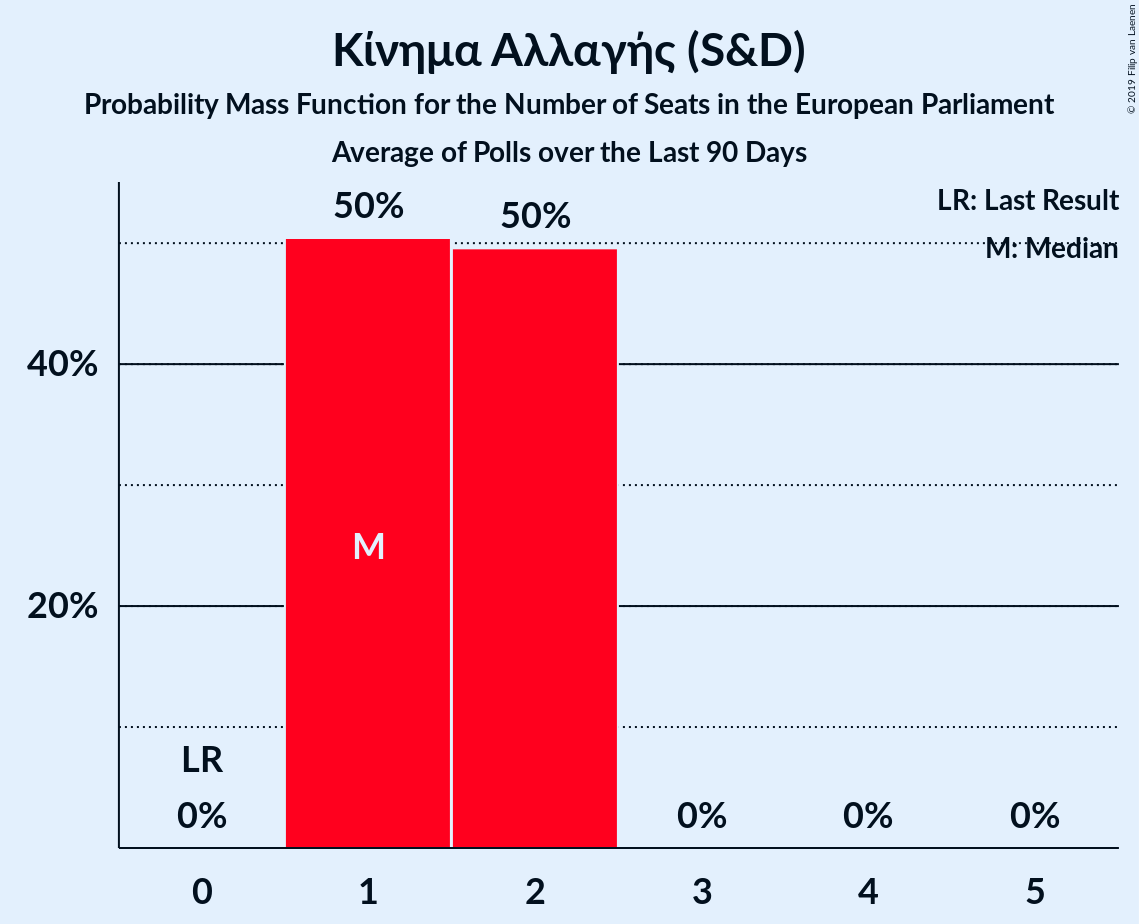 Κίνημα Αλλαγής (S&D)
Probability Mass Function for the Number of Seats in the European Parliament
Average of Polls over the Last 90 Days
© 2019 Filip van Laenen
LR: Last Result
M: Median
50%
50%
40%
20%
M
LR
0%
0%
0%
0%
0
1
2
3
4
5